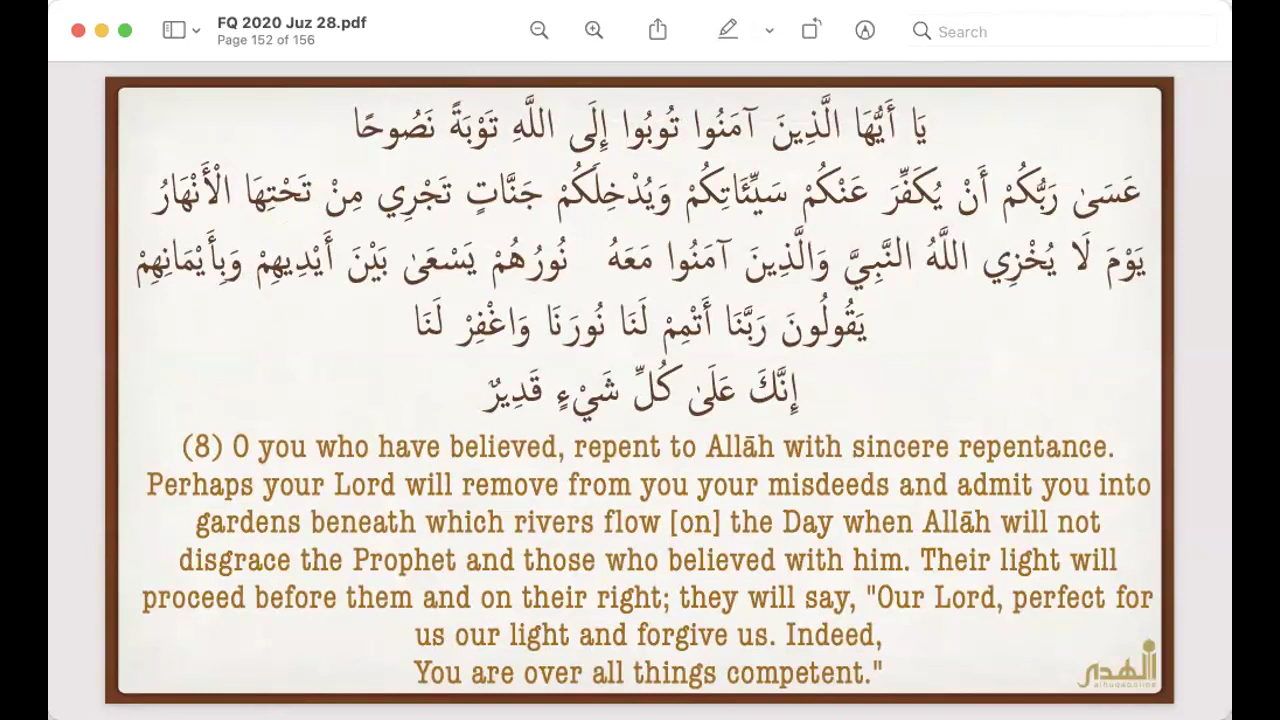 FQ 2020 Juz 28.pdf
Page 152 of 156
Search
يَا أَيُّهَا الَّذِينَ آمَنُوا تُوبُوا إِلَى اللَّهِ تَوْبَةً نَصُوحًا
عَسَىٰ رَبُّكُمْ أَنْ يُكَفِّرَ عَنْكُمْ سَيِّئَاتِكُمْ وَيُدْخِلَكُمْ جَنَّاتٍ تَجْرِي مِنْ تَحْتِهَا الْأَنْهَارُ
يَوْمَ لَا يُخْزِي اللَّهُ النَّبِيَّ وَالَّذِينَ آمَنُوا مَعَهُ نُورُهُمْ يَسْعَىٰ بَيْنَ أَيْدِيهِمْ وَبِأَيْمَانِهِمْ
يَقُولُونَ رَبَّنَا أَتْمِمْ لَنَا نُورَنَا وَاغْفِرْ لَنَا
إِنَّكَ عَلَىٰ كُلِّ شَيْءٍ قَدِيرٌ
(8) O you who have believed, repent to Allāh with sincere repentance.
Perhaps your Lord will remove from you your misdeeds and admit you into
gardens beneath which rivers flow [on] the Day when Allāh will not
disgrace the Prophet and those who believed with him. Their light will
proceed before them and on their right; they will say, "Our Lord, perfect for
us our light and forgive us. Indeed,
You are over all things competent."
الهدى
alhudaonline